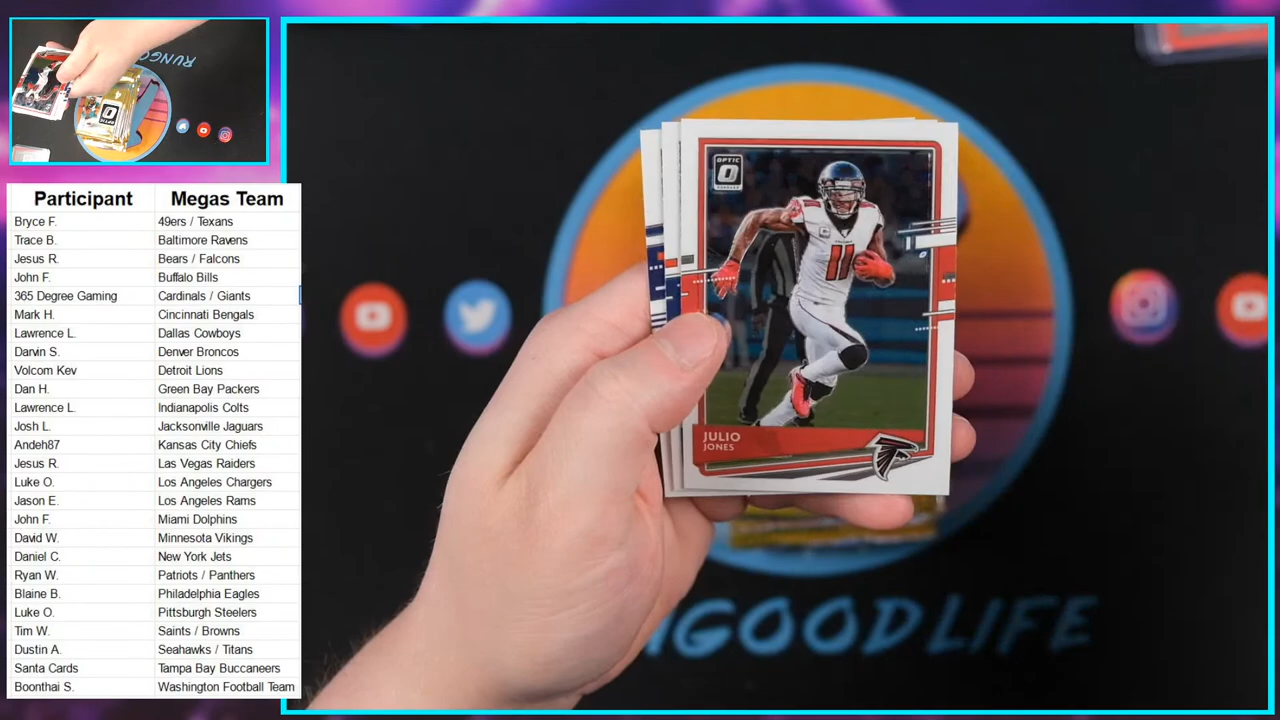 RUNGOODLIFE
OPTIC
Participant Megas Team
Bryce F. 49ers / Texans
Trace B. Baltimore Ravens
Jesus R. Bears / Falcons
John F. Buffalo Bills
365 Degree Gaming Cardinals / Giants
Mark H. Cincinnati Bengals
Lawrence L. Dallas Cowboys
Darvin S. Denver Broncos
Volcom Kev Detroit Lions
Dan H. Green Bay Packers
Lawrence L. Indianapolis Colts
Josh L. Jacksonville Jaguars
Andeh87 Kansas City Chiefs
Jesus R. Las Vegas Raiders
Luke O. Los Angeles Chargers
Jason E. Los Angeles Rams
John F. Miami Dolphins
David W. Minnesota Vikings
Daniel C. New York Jets
Ryan W. Patriots / Panthers
Blaine B. Philadelphia Eagles
Luke O. Pittsburgh Steelers
Tim W. Saints / Browns
Dustin A. Seahawks / Titans
Santa Cards Tampa Bay Buccaneers
Boonthai S. Washington Football Team
OPTIC
11
JULIO
JONES
NGOODLIFE